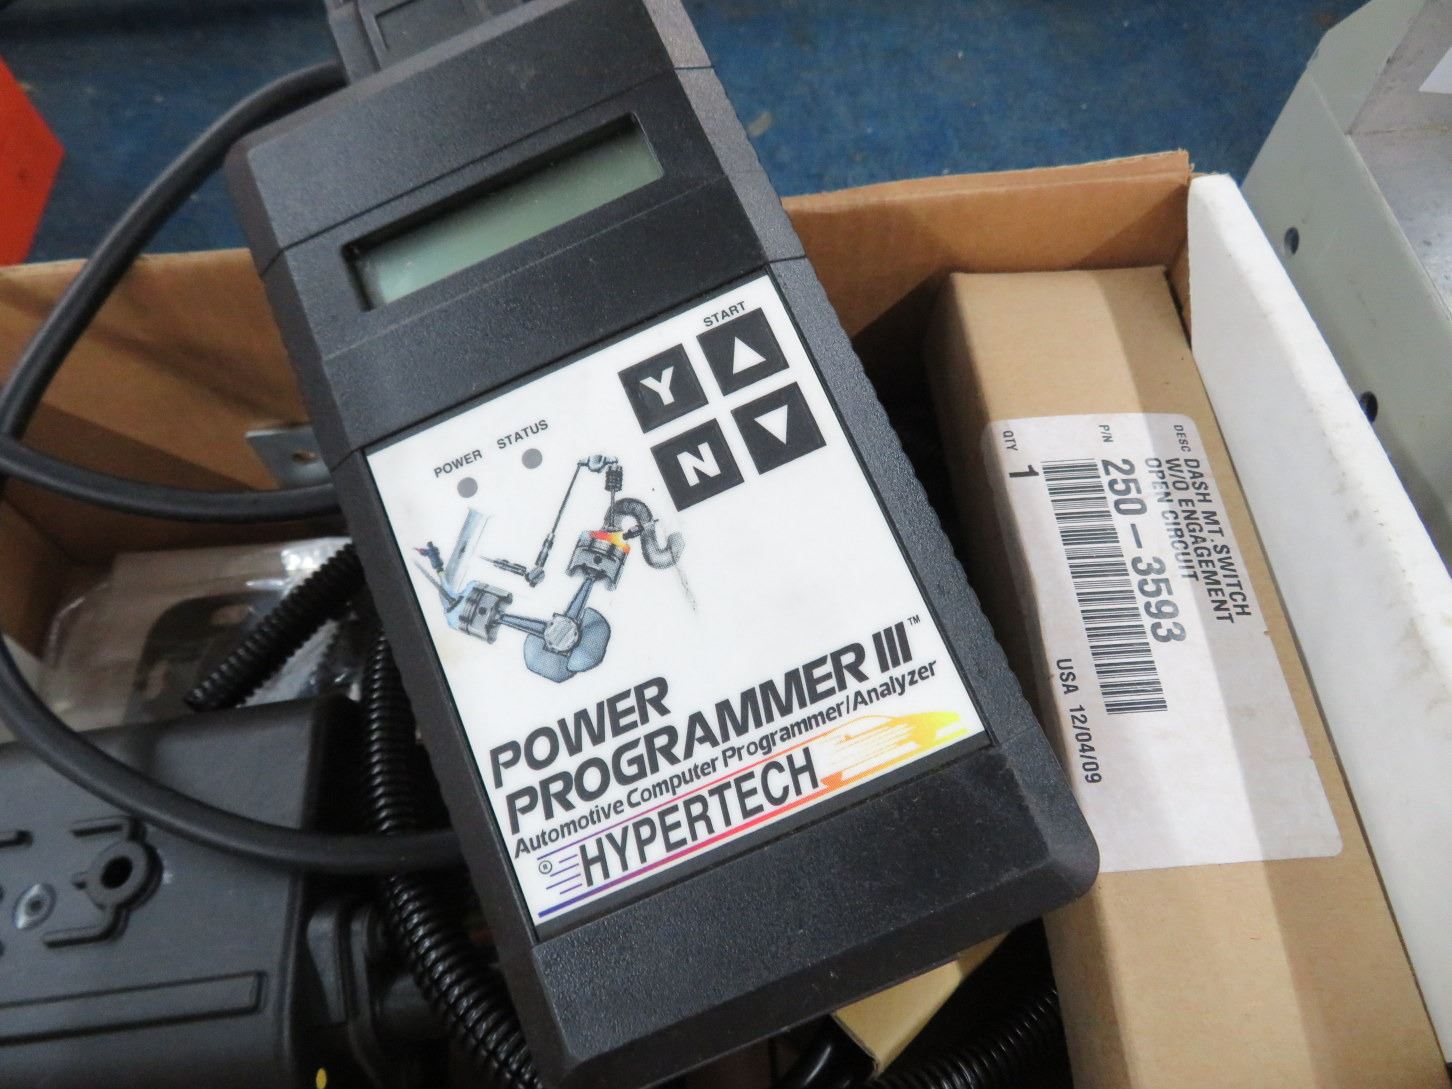 START
Y
N
POWER
STATUS
POWER
PROGRAMMER III™
Automotive Computer Programmer/Analyzer
® HYPERTECH
DESC DASH MT. SWITCH
W/O ENGAGEMENT
OPEN CIRCUIT
P/N 250-3593
QTY 1
USA 12/04/09